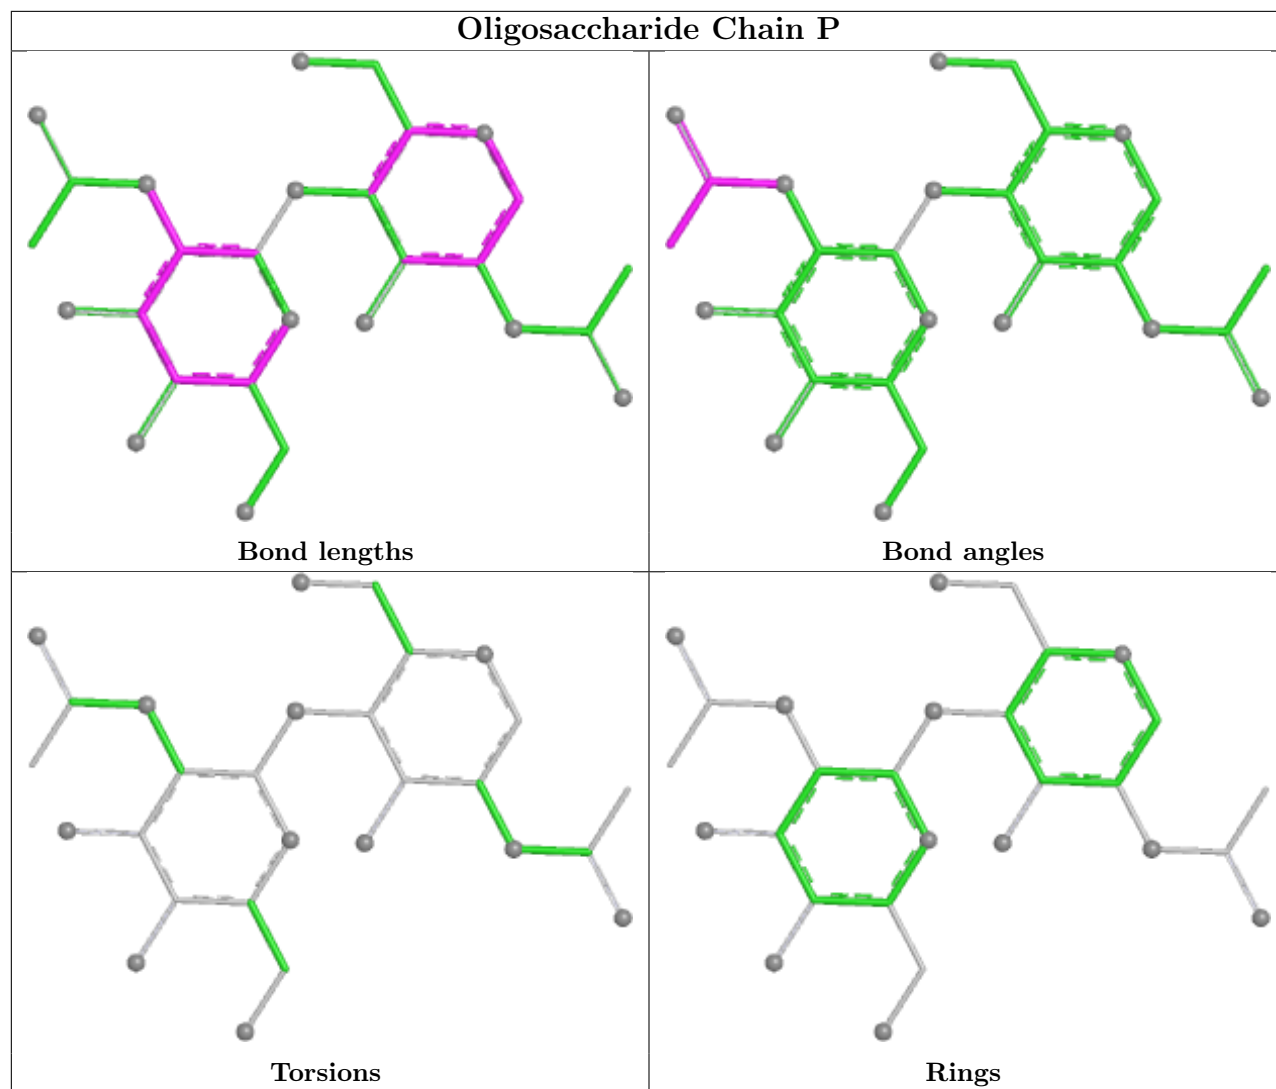 Oligosaccharide Chain P
Bond lengths
Bond angles
Torsions
Rings